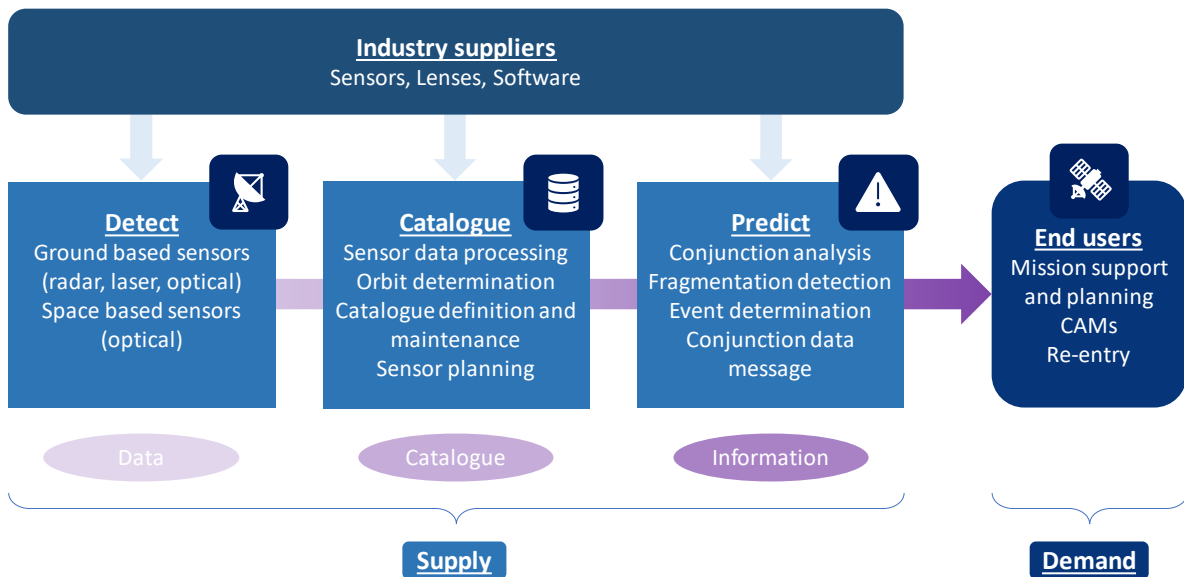 Industry suppliers
Sensors, Lenses, Software
Detect
Ground based sensors
(radar, laser, optical)
Space based sensors
(optical)
Catalogue
Sensor data processing
Orbit determination
Catalogue definition and
maintenance
Sensor planning
Predict
Conjunction analysis
Fragmentation detection
Event determination
Conjunction data
message
End users
Mission support
and planning
CAMs
Re-entry
Data
Catalogue
Information
Supply
Demand